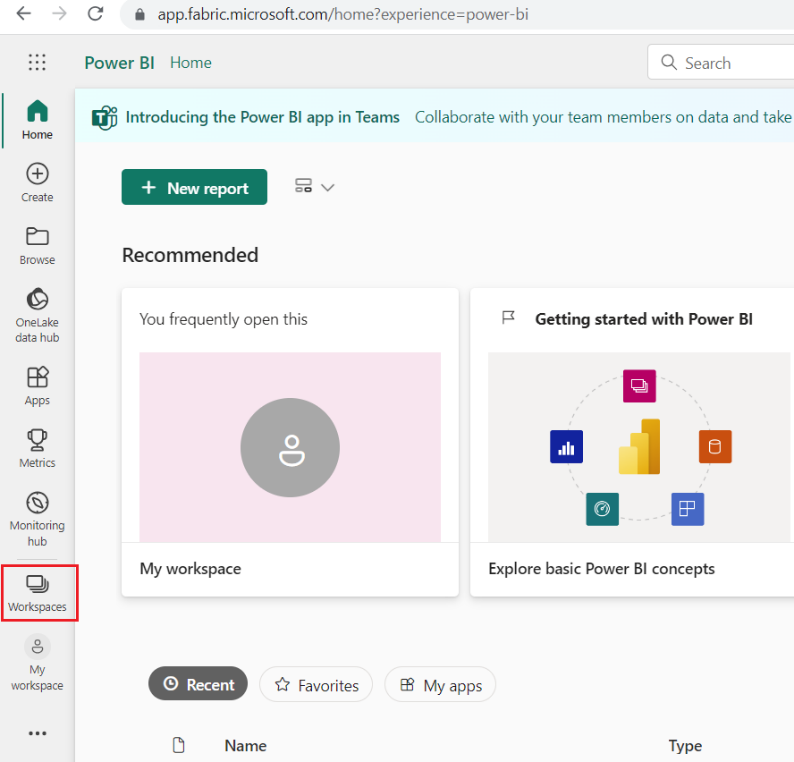 app.fabric.microsoft.com/home?experience=power-bi
Power BI Home
Search
Introducing the Power BI app in Teams Collaborate with your team members on data and take
Home
Create
Browse
OneLake
data hub
Apps
Metrics
Monitoring
hub
Workspaces
My
workspace
New report
Recommended
You frequently open this
My workspace
Getting started with Power BI
Explore basic Power BI concepts
Recent
Favorites
My apps
Name
Type